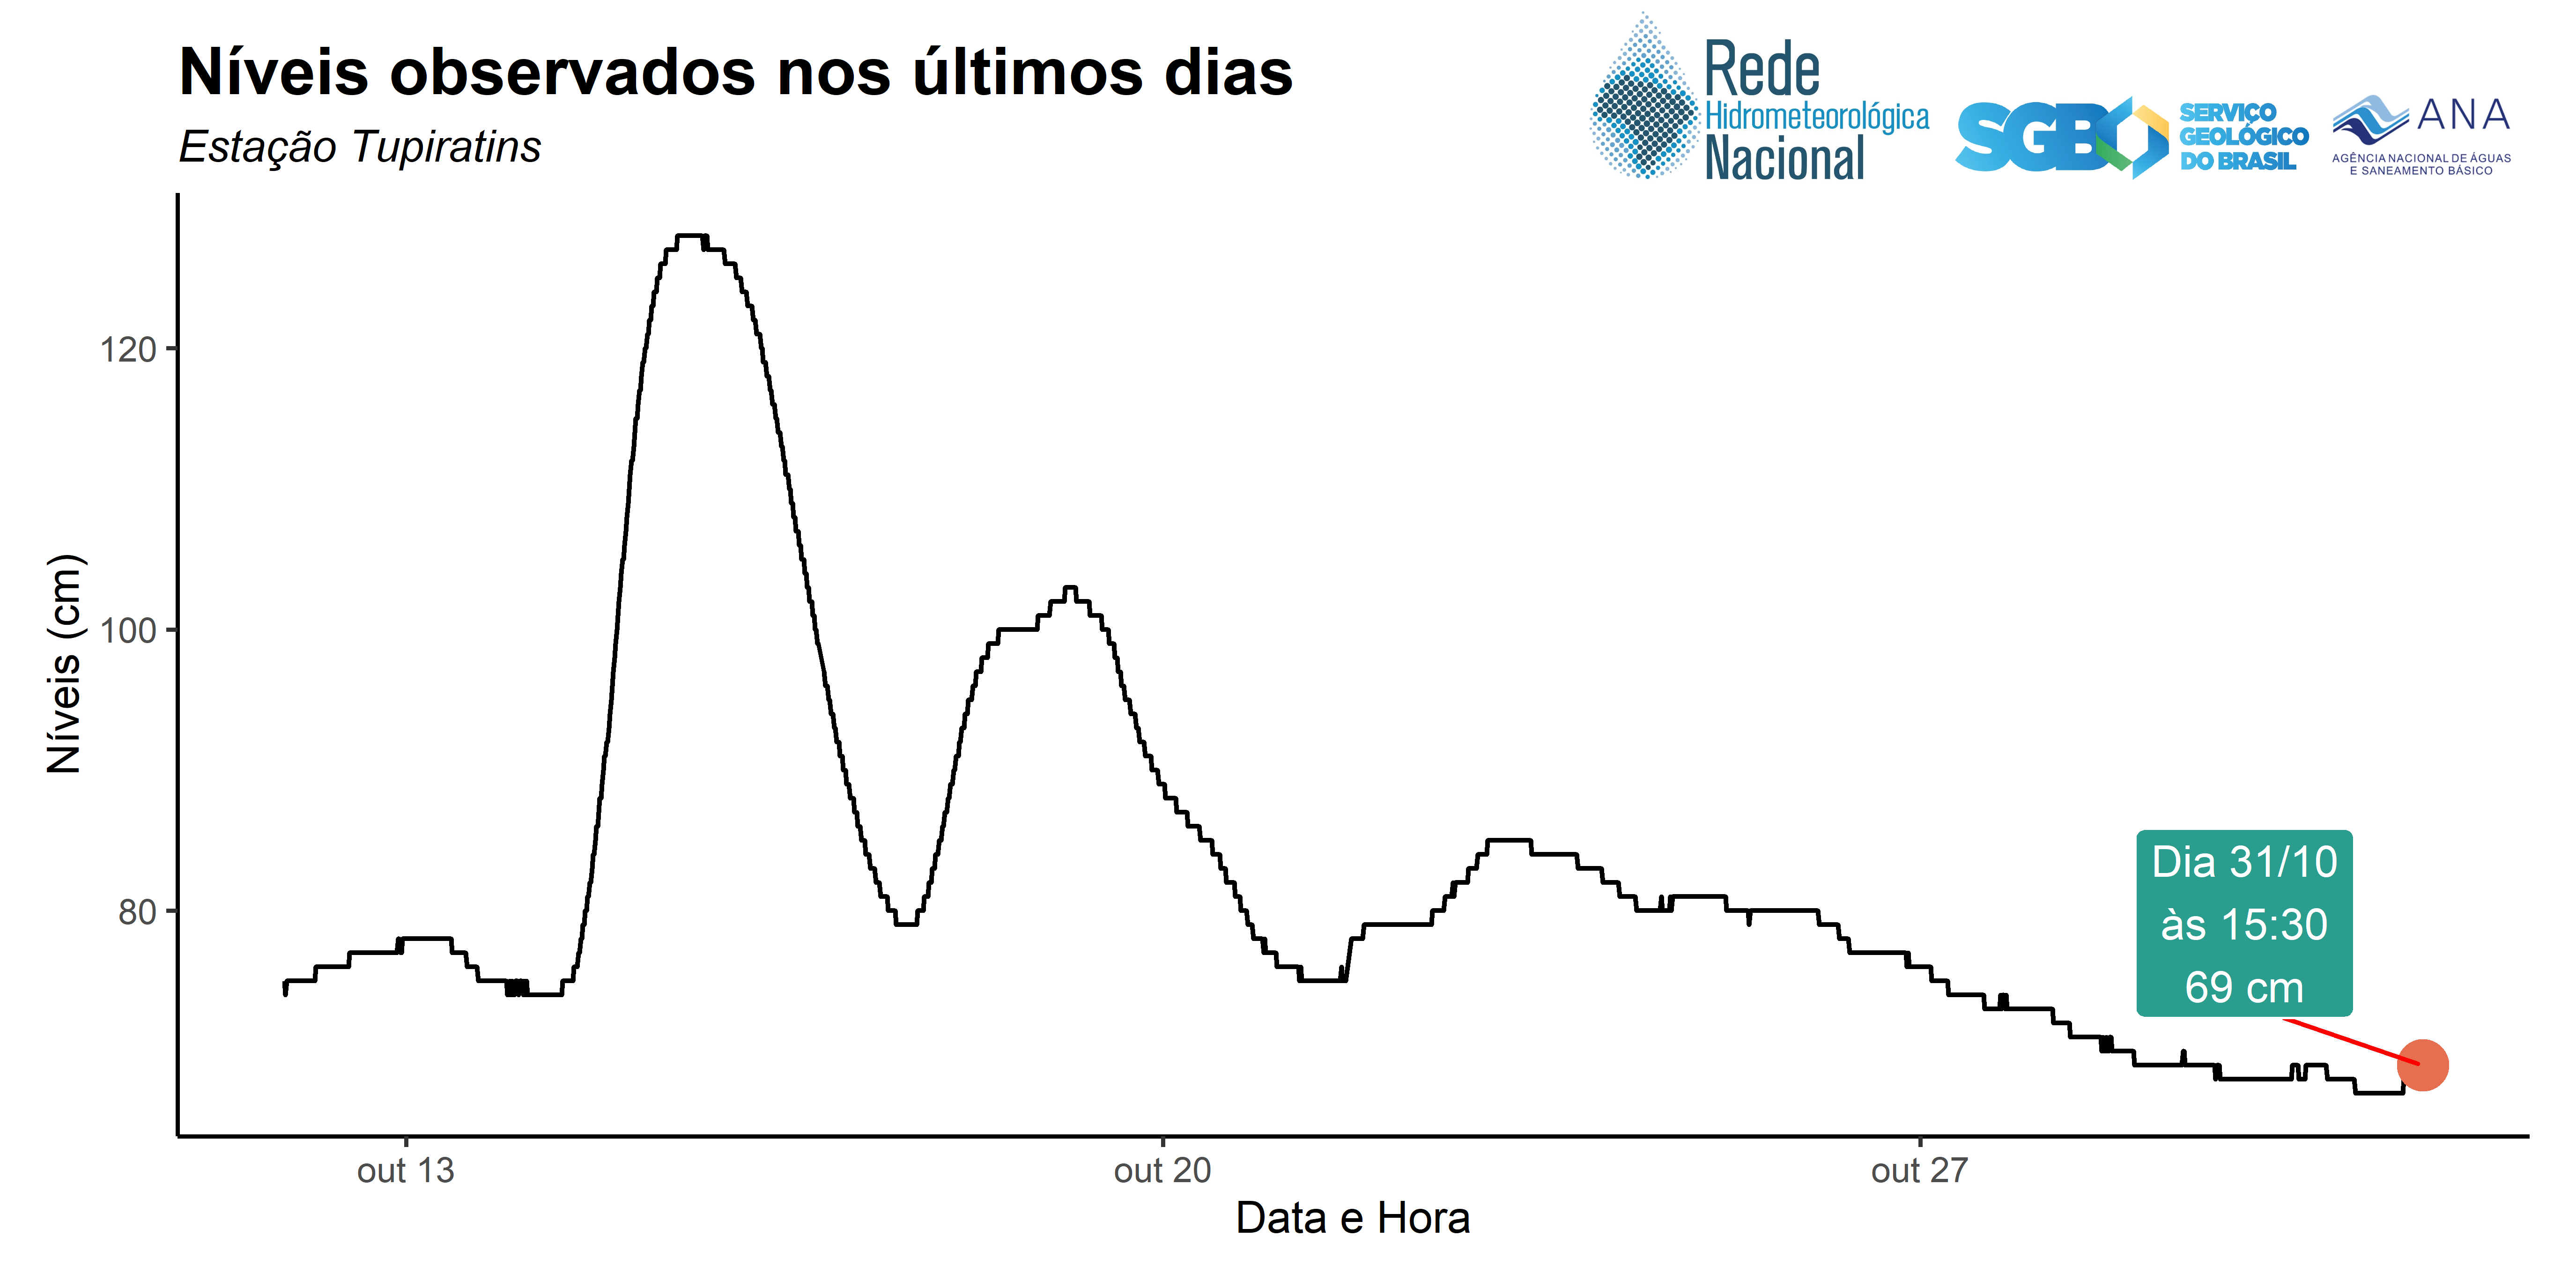 Níveis observados nos últimos dias
Estação Tupiratins
Rede
Hidrometeorológica
Nacional
SGB
SERVIÇO
GEOLÓGICO
DO BRASIL
ANA
AGÊNCIA NACIONAL DE ÁGUAS
E SANEAMENTO BÁSICO
Níveis (cm)
120
100
80
Dia 31/10
às 15:30
69 cm
out 13
out 20
out 27
Data e Hora